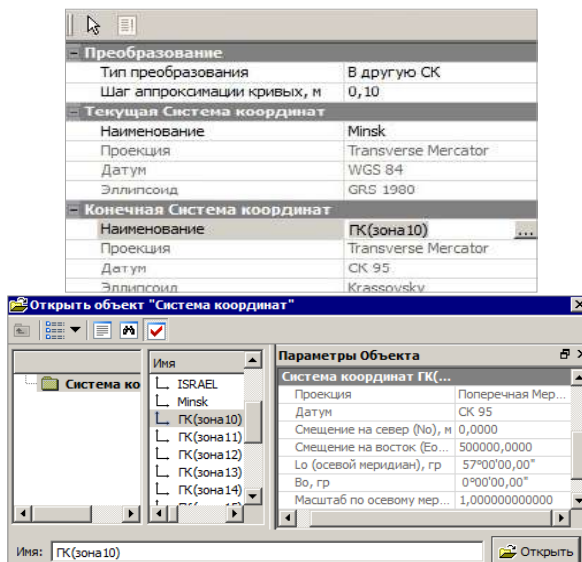 Преобразование
Тип преобразования В другую СК
Шаг аппроксимации кривых, м 0,10
Текущая Система координат
Наименование Minsk
Проекция Transverse Mercator
Датум WGS 84
Эллипсоид GRS 1980
Конечная Система координат
Наименование ГК(зона10) ...
Проекция Transverse Mercator
Датум СК 95
Эллипсоид Krassovsky
Открыть объект "Система координат"
Имя
Параметры Объекта
Система ко
ISRAEL
Minsk
ГК(зона10)
ГК(зона11)
ГК(зона12)
ГК(зона13)
ГК(зона14)
Система координат ГК(...
Проекция Поперечная Мер...
Датум СК 95
Смещение на север (No), м 0,0000
Смещение на восток (Eo... 500000,0000
Lo (осевой меридиан), гр 57°00'00,00"
Bo, гр 0°00'00,00"
Масштаб по осевому мер... 1,000000000000
Имя: ГК(зона10) Открыть